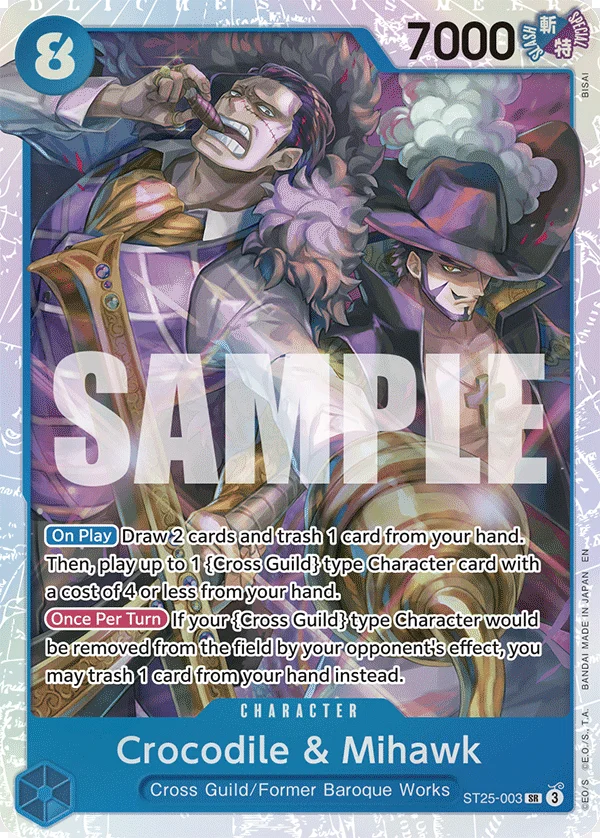 8
7000
斬 特
SLASH SPECIAL
BISAI
SAMPLE
On Play Draw 2 cards and trash 1 card from your hand.
Then, play up to 1 {Cross Guild} type Character card with
a cost of 4 or less from your hand.
Once Per Turn If your {Cross Guild} type Character would
be removed from the field by your opponent's effect, you
may trash 1 card from your hand instead.
CHARACTER
Crocodile & Mihawk
Cross Guild/Former Baroque Works
ST25-003 SR 3
©EO/S ©E.O./S, T.A. BANDAI MADE IN JAPAN EN